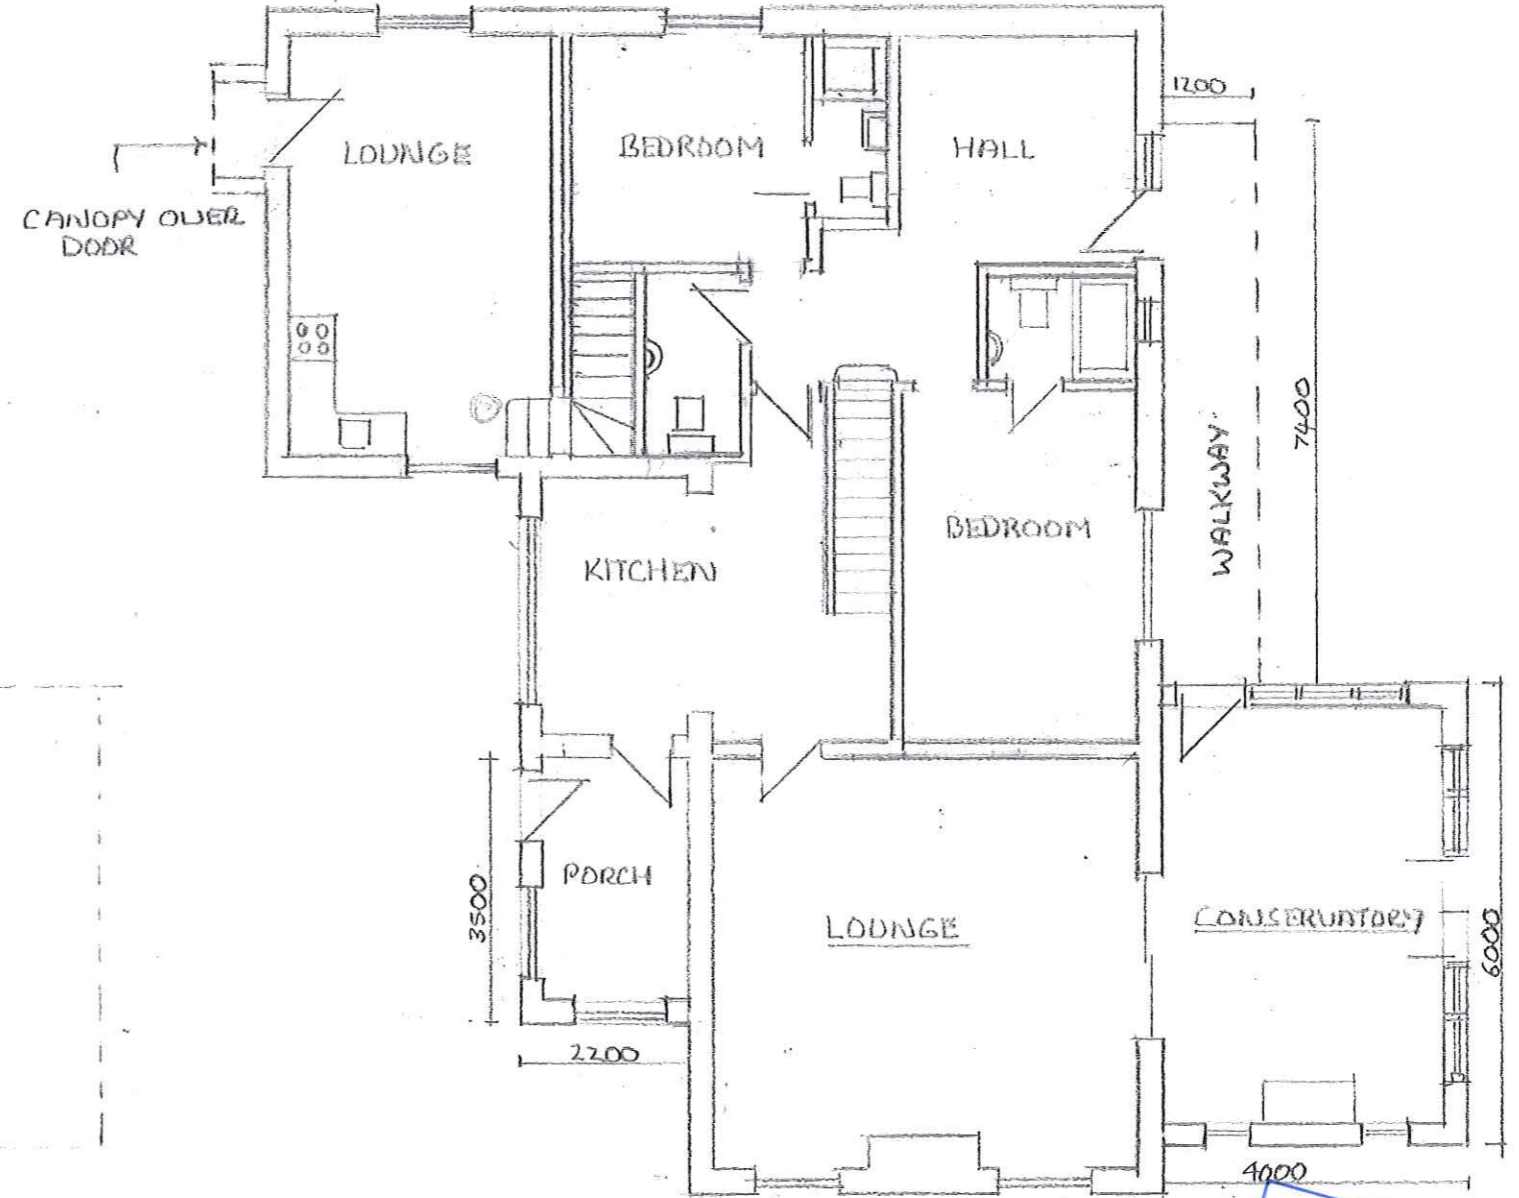 1200
LOUNGE
BEDROOM
HALL
CANOPY OVER
DOOR
7400
WALKWAY
BEDROOM
KITCHEN
PORCH
3500
LOUNGE
CONSERVATORY
6000
2200
4000